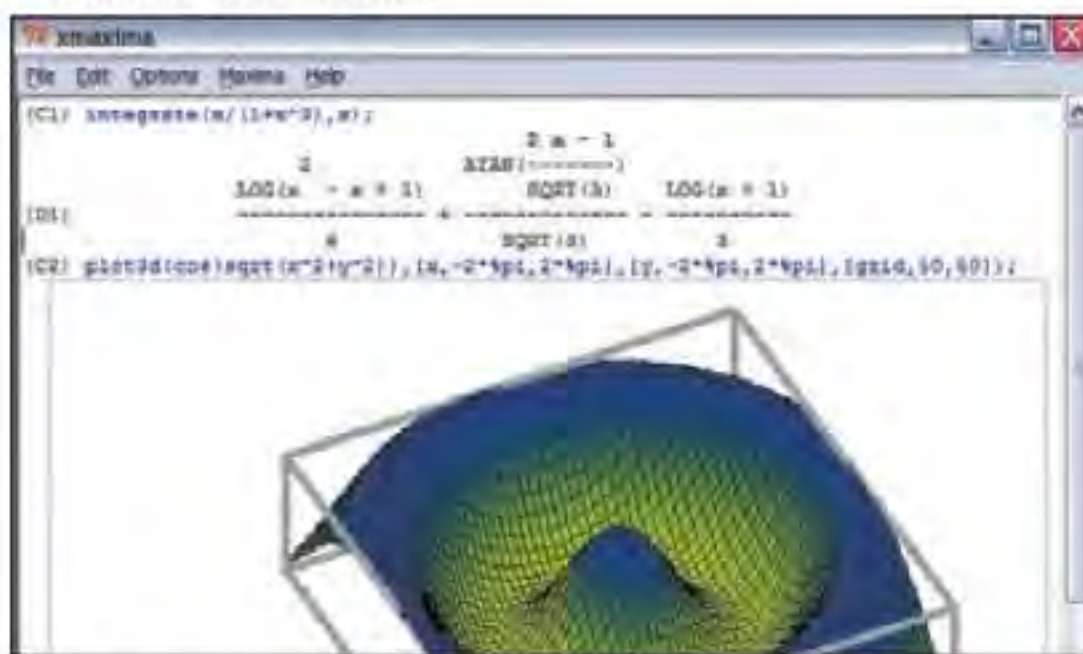 xmaxima
File Edit Options Maxima Help
(C1) integrate(x/(1+x^3),x);
2 x - 1
2 ATAN(-------)
LOG(x - x + 1) SQRT(3) LOG(x + 1)
(D1) --------------- + ------------- - ----------
6 SQRT(3) 3
(C2) plot3d(cos(sqrt(x^2+y^2)),[x,-2*%pi,2*%pi],[y,-2*%pi,2*%pi],[grid,50,50]);